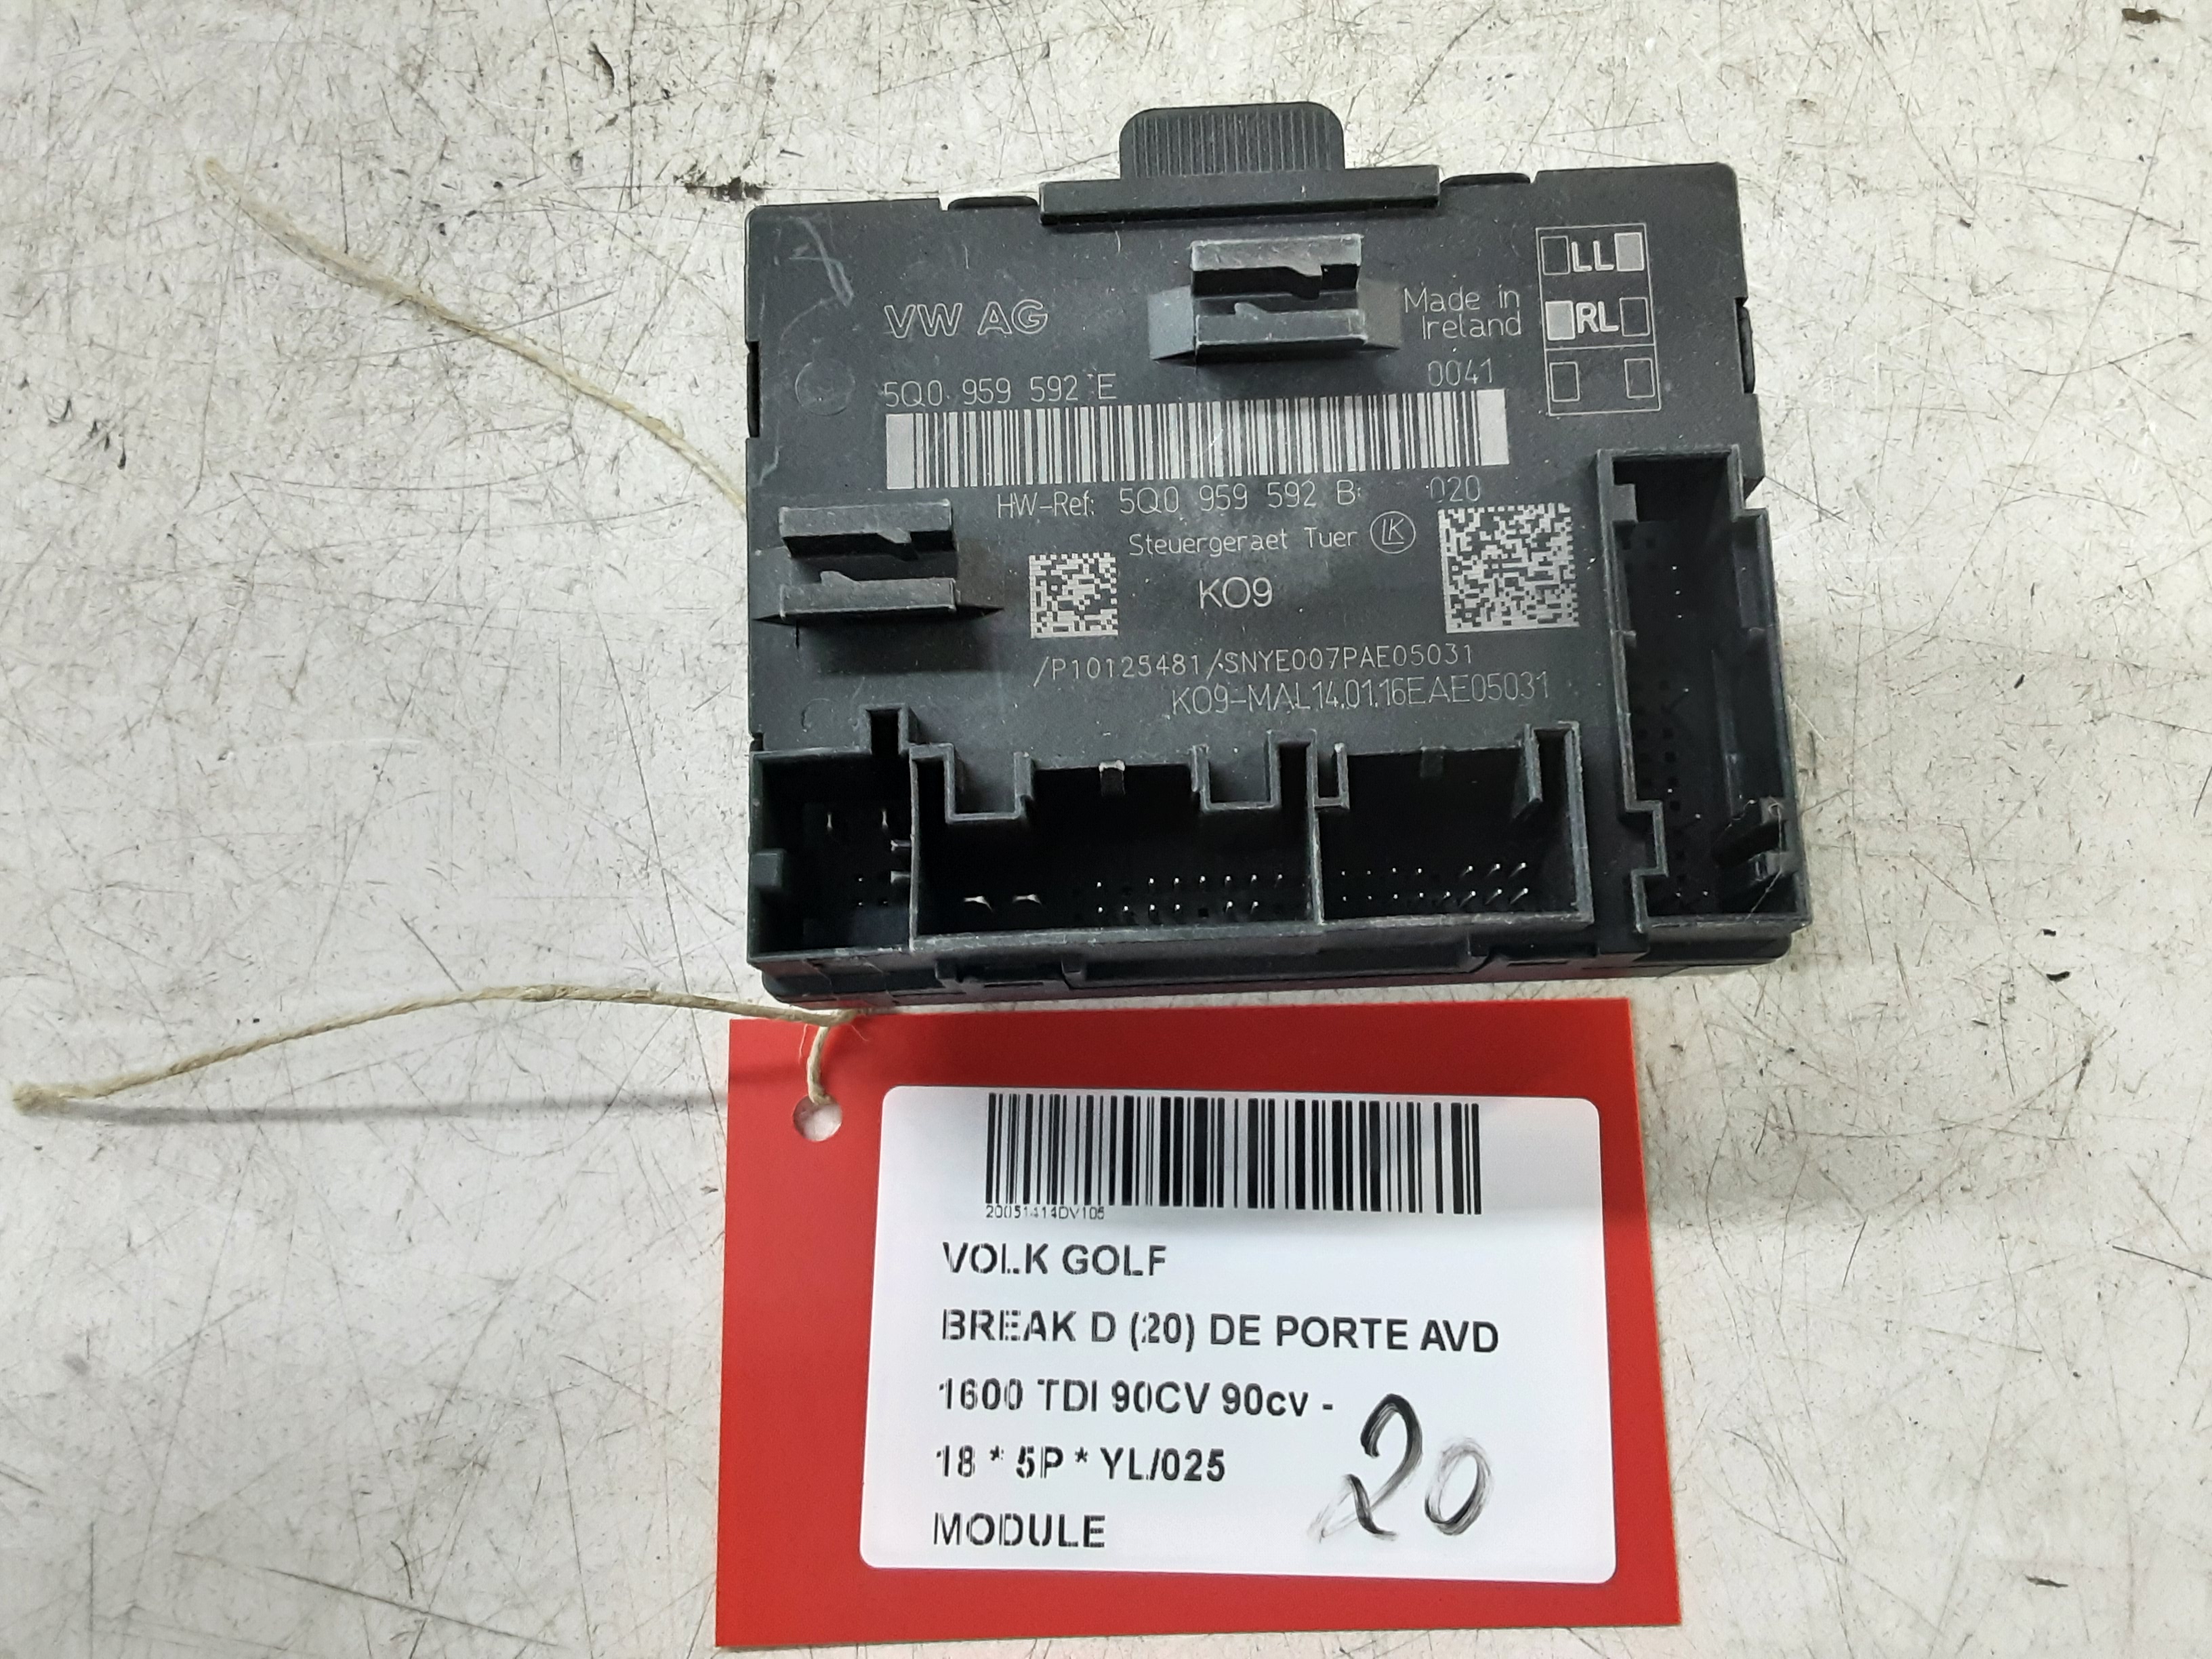 VW AG
Made in
Ireland
LL
RL
5Q0 959 592 E 0041
HW-Ref: 5Q0 959 592 B 020
Steuergeraet Tuer LK
KO9
/P10125481/SNYE007PAE05031
KO9-MAL14.01.16EAE05031
20051414DV106
VOLK GOLF
BREAK D (20) DE PORTE AVD
1600 TDI 90CV 90cv -
18 * 5P * YL/025
MODULE
20